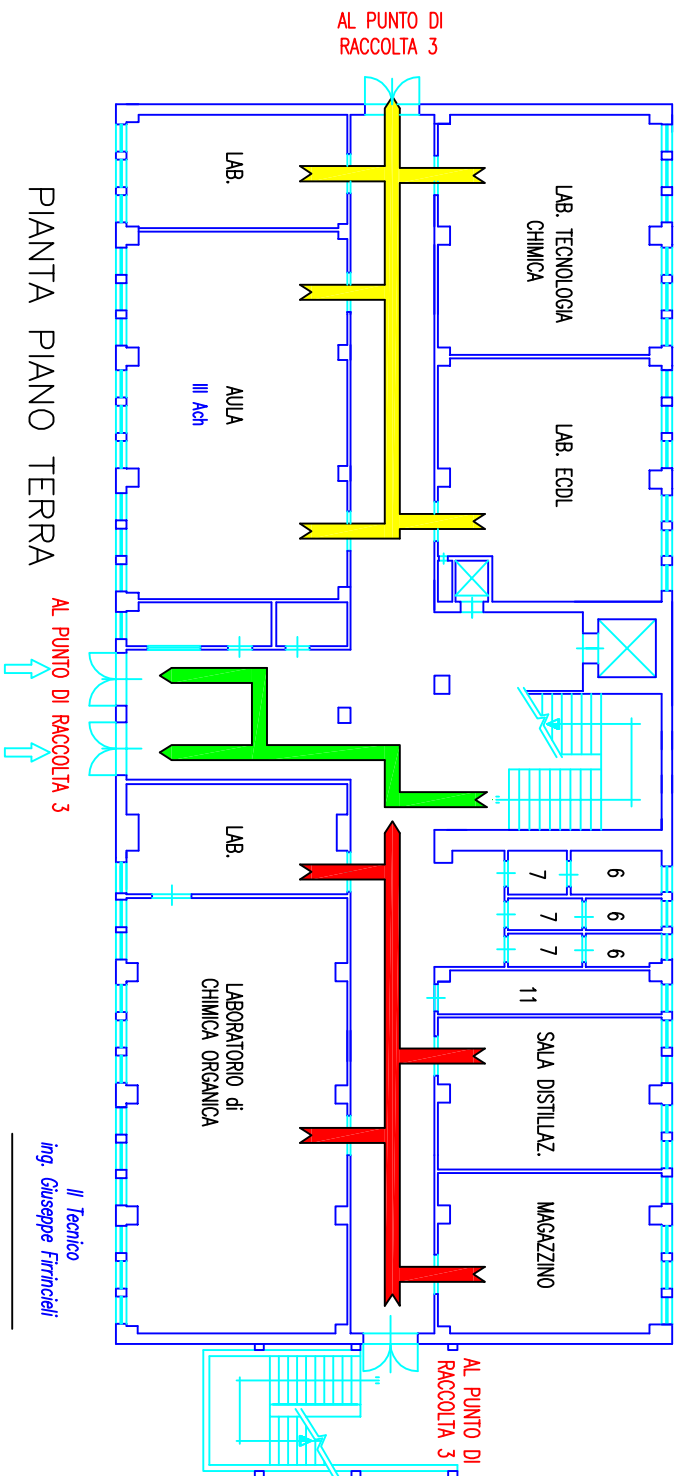 AL PUNTO DI
RACCOLTA 3
LAB. TECNOLOGIA
CHIMICA
LAB. ECDL
LAB.
AULA
III Ach
PIANTA PIANO TERRA
AL PUNTO DI RACCOLTA 3
6
7
6
7
6
7
11
SALA DISTILLAZ.
MAGAZZINO
LAB.
LABORATORIO di
CHIMICA ORGANICA
AL PUNTO DI
RACCOLTA 3
Il Tecnico
ing. Giuseppe Firrincieli